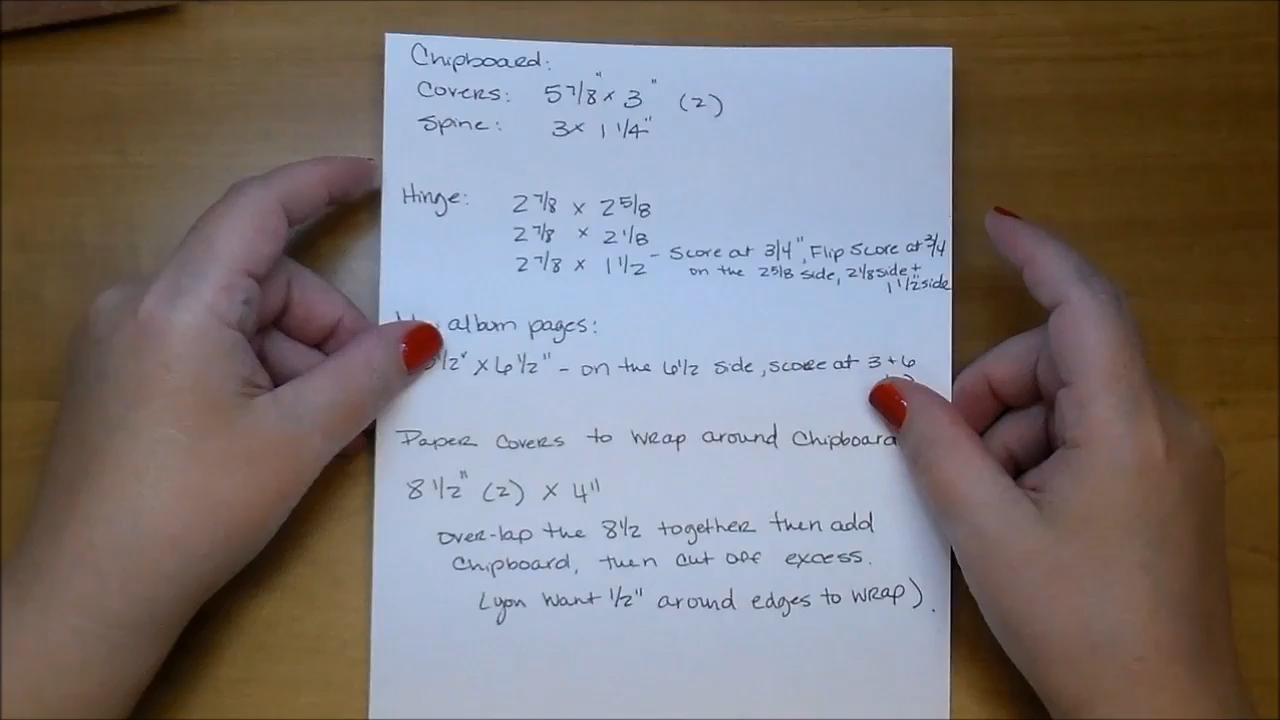 Chipboard:
Covers: 5 7/8" x 3" (2)
Spine: 3x 1 1/4"
Hinge: 2 7/8 x 2 5/8
2 7/8 x 2 1/8
2 7/8 x 1 1/2 - Score at 3/4", Flip Score at 3/4
on the 2 5/8 side, 2 1/8 side +
1 1/2 side
album pages:
1/2" x 6 1/2" - on the 6 1/2 side, score at 3 + 6
Paper Covers to wrap around Chipboard
8 1/2" (2) x 4"
over-lap the 8 1/2 together then add
Chipboard, then cut off excess.
(you want 1/2" around edges to wrap).